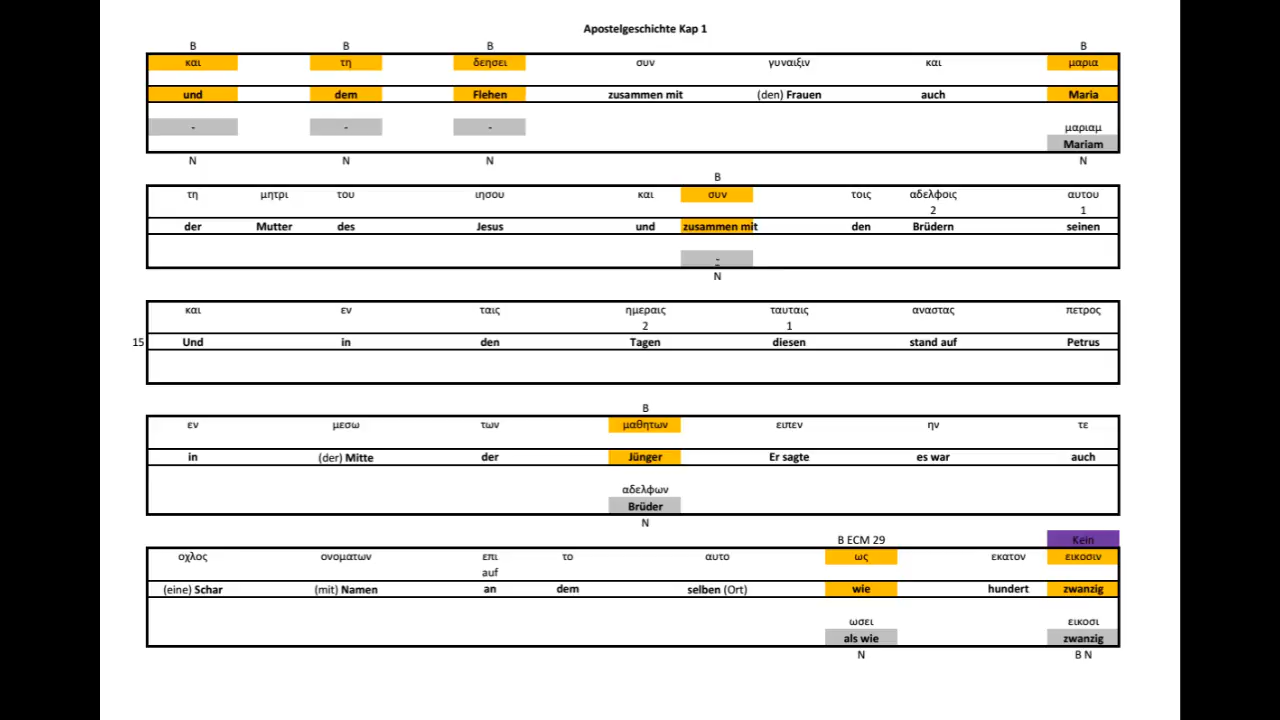 Apostelgeschichte Kap 1
B B B B
και τη δεησει συν γυναιξιν και μαρια
und dem Flehen zusammen mit (den) Frauen auch Maria
- - - μαριαμ
Mariam
N N N N
B
τη μητρι του ιησου και συν τοις αδελφοις αυτου
2 1
der Mutter des Jesus und zusammen mit den Brüdern seinen
-
N
και εν ταις ημεραις ταυταις αναστας πετρος
2 1
15 Und in den Tagen diesen stand auf Petrus
B
εν μεσω των μαθητων ειπεν ην τε
in (der) Mitte der Jünger Er sagte es war auch
αδελφων
Brüder
N
B ECM 29 Kein
οχλος ονοματων επι το αυτο ως εκατον εικοσιν
auf
(eine) Schar (mit) Namen an dem selben (Ort) wie hundert zwanzig
ωσει εικοσι
als wie zwanzig
N B N